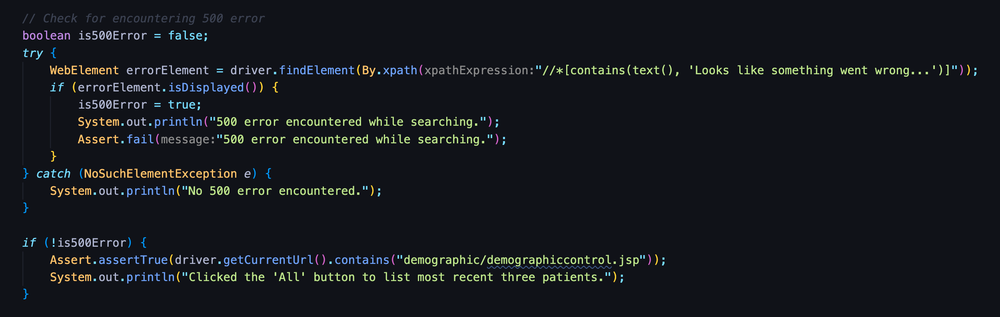 // Check for encountering 500 error
boolean is500Error = false;
try {
WebElement errorElement = driver.findElement(By.xpath(xpathExpression:"//*[contains(text(), 'Looks like something went wrong...')]"));
if (errorElement.isDisplayed()) {
is500Error = true;
System.out.println("500 error encountered while searching.");
Assert.fail(message:"500 error encountered while searching.");
}
} catch (NoSuchElementException e) {
System.out.println("No 500 error encountered.");
}
if (!is500Error) {
Assert.assertTrue(driver.getCurrentUrl().contains("demographic/demographiccontrol.jsp"));
System.out.println("Clicked the 'All' button to list most recent three patients.");
}